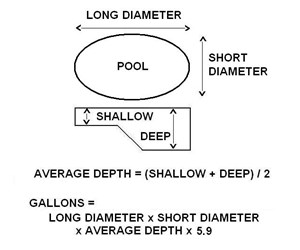 LONG DIAMETER
POOL
SHORT
DIAMETER
SHALLOW
DEEP
AVERAGE DEPTH = (SHALLOW + DEEP) / 2
GALLONS =
LONG DIAMETER x SHORT DIAMETER
x AVERAGE DEPTH x 5.9